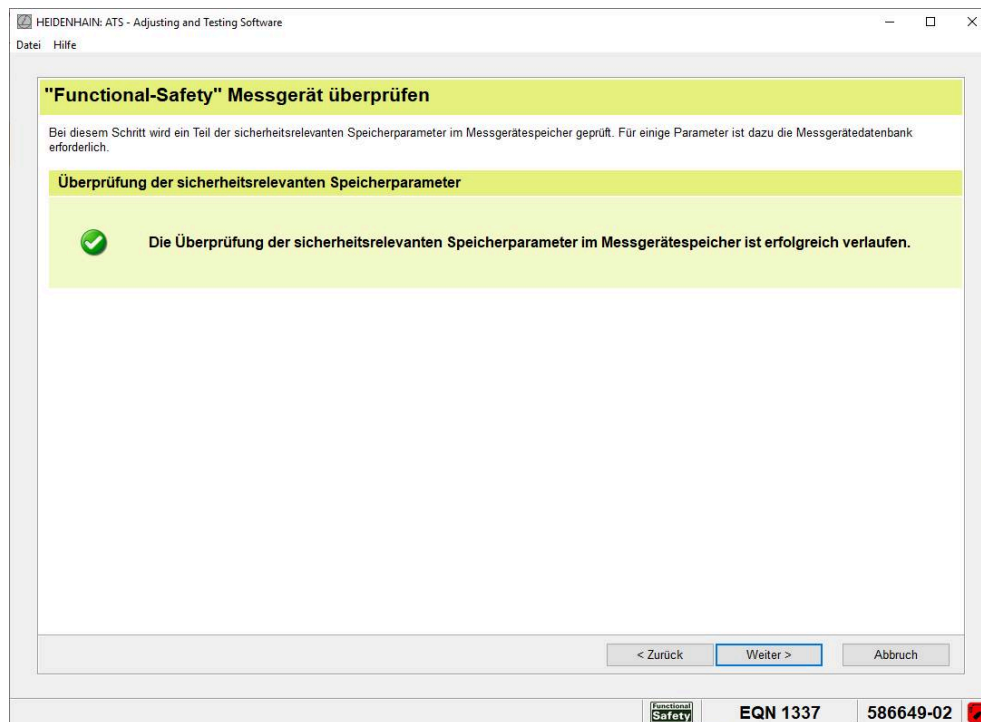 HEIDENHAIN: ATS - Adjusting and Testing Software
Datei Hilfe
"Functional-Safety" Messgerät überprüfen
Bei diesem Schritt wird ein Teil der sicherheitsrelevanten Speicherparameter im Messgerätespeicher geprüft. Für einige Parameter ist dazu die Messgerätedatenbank
erforderlich.
Überprüfung der sicherheitsrelevanten Speicherparameter
Die Überprüfung der sicherheitsrelevanten Speicherparameter im Messgerätespeicher ist erfolgreich verlaufen.
< Zurück Weiter > Abbruch
Functional
Safety EQN 1337 586649-02